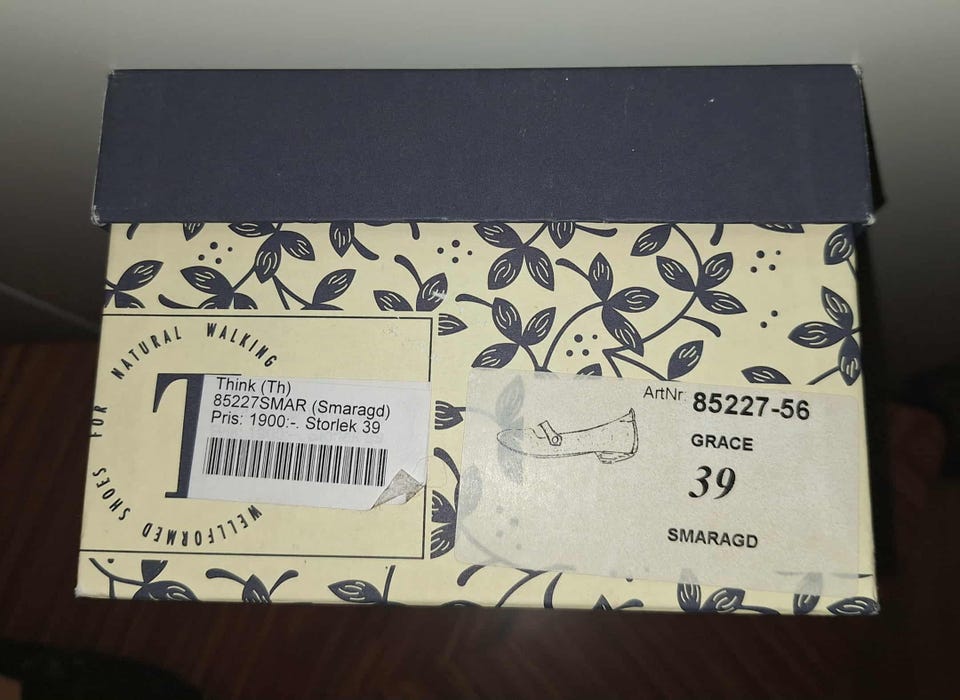 WELLFORMED SHOES FOR NATURAL WALKING
T
Think (Th)
85227SMAR (Smaragd)
Pris: 1900:-. Storlek 39
ArtNr. 85227-56
GRACE
39
SMARAGD